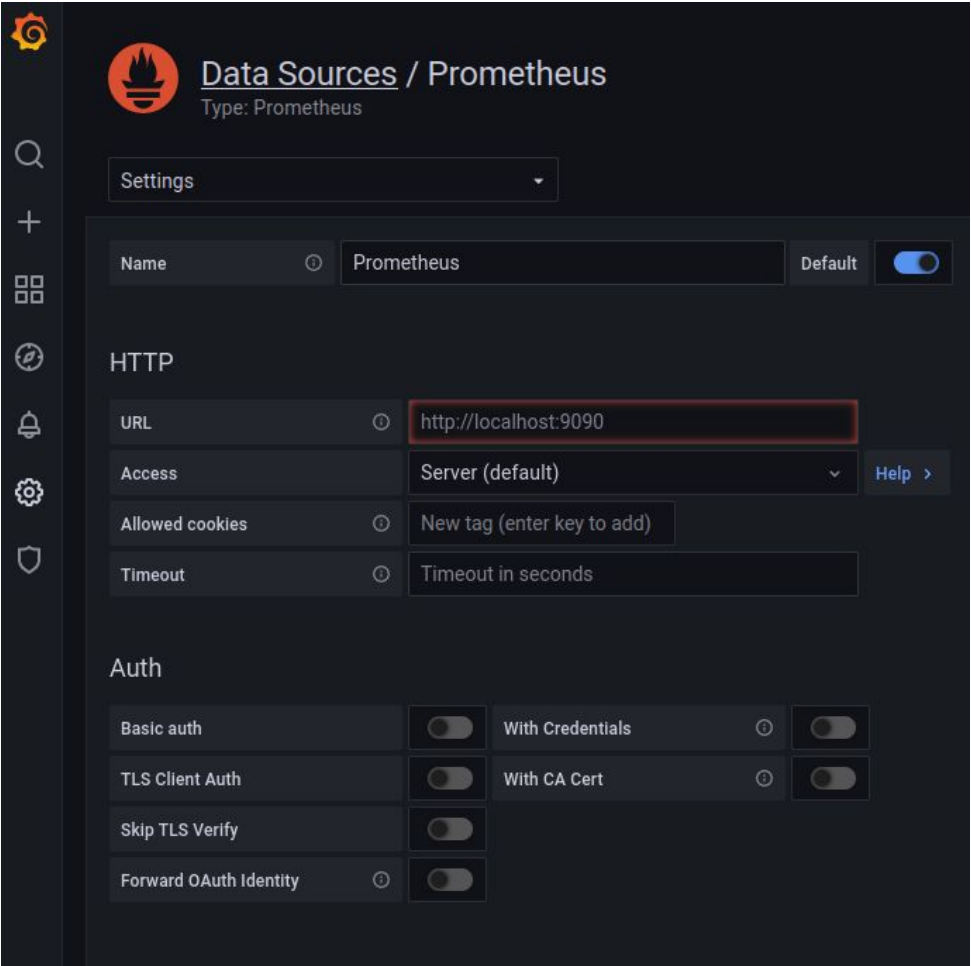 Data Sources / Prometheus
Type: Prometheus
Settings
Name Prometheus Default
HTTP
URL http://localhost:9090
Access Server (default) Help >
Allowed cookies New tag (enter key to add)
Timeout Timeout in seconds
Auth
Basic auth With Credentials
TLS Client Auth With CA Cert
Skip TLS Verify
Forward OAuth Identity